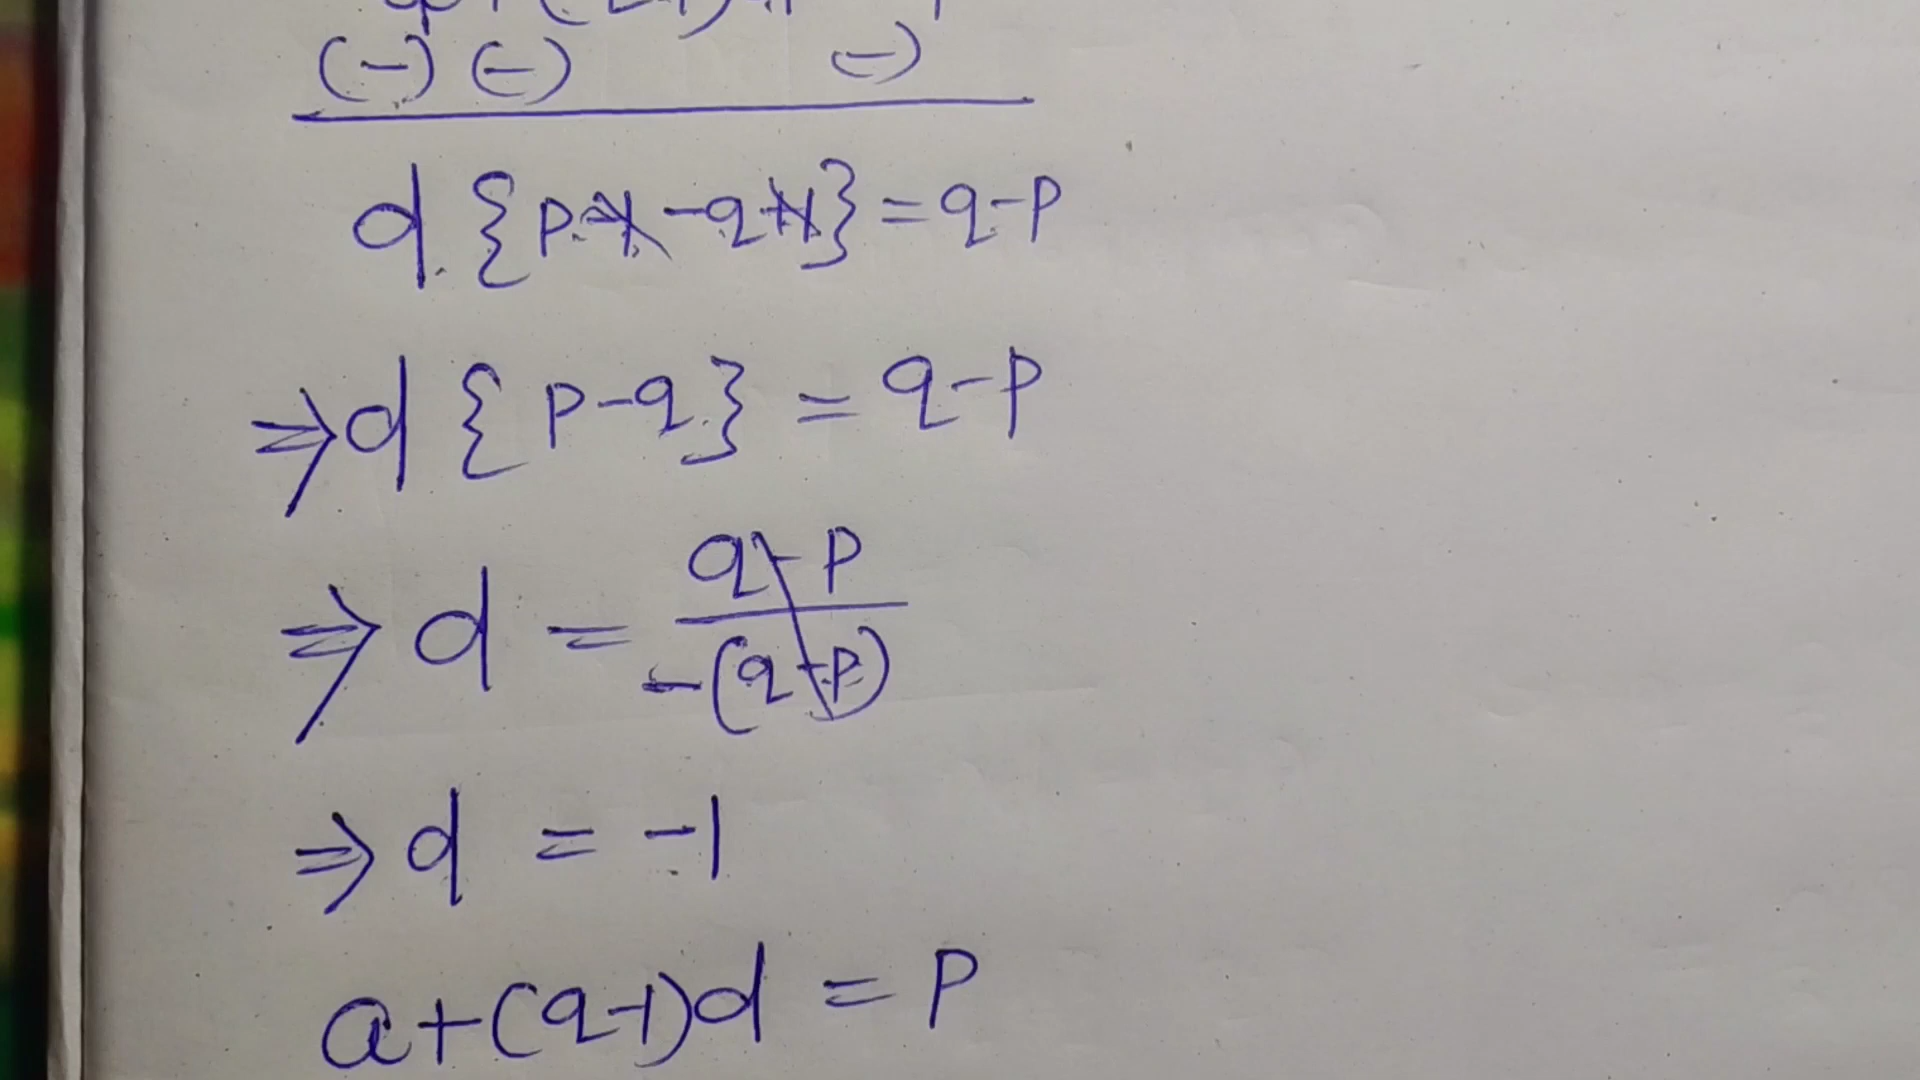 (-) (-) (-)
d {p-1-q+1} = q-p
⇒ d {p-q} = q-p
⇒ d = q-p / -(q-p)
⇒ d = -1
a+(q-1)d = p